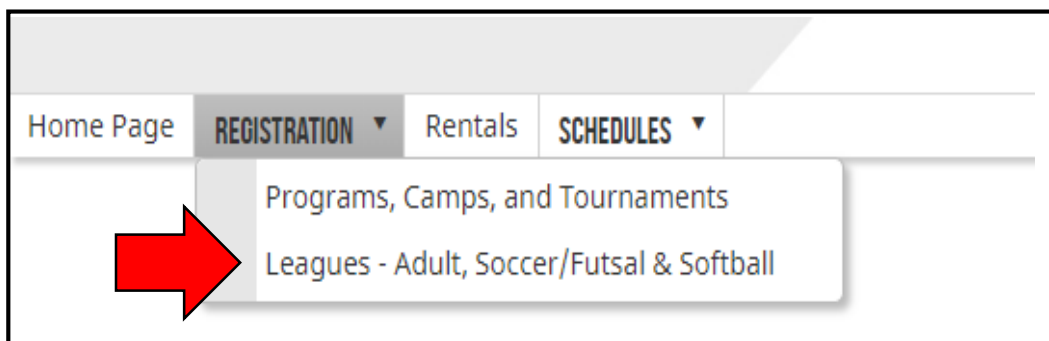 Home Page REGISTRATION ▼ Rentals SCHEDULES ▼
Programs, Camps, and Tournaments
Leagues - Adult, Soccer/Futsal & Softball